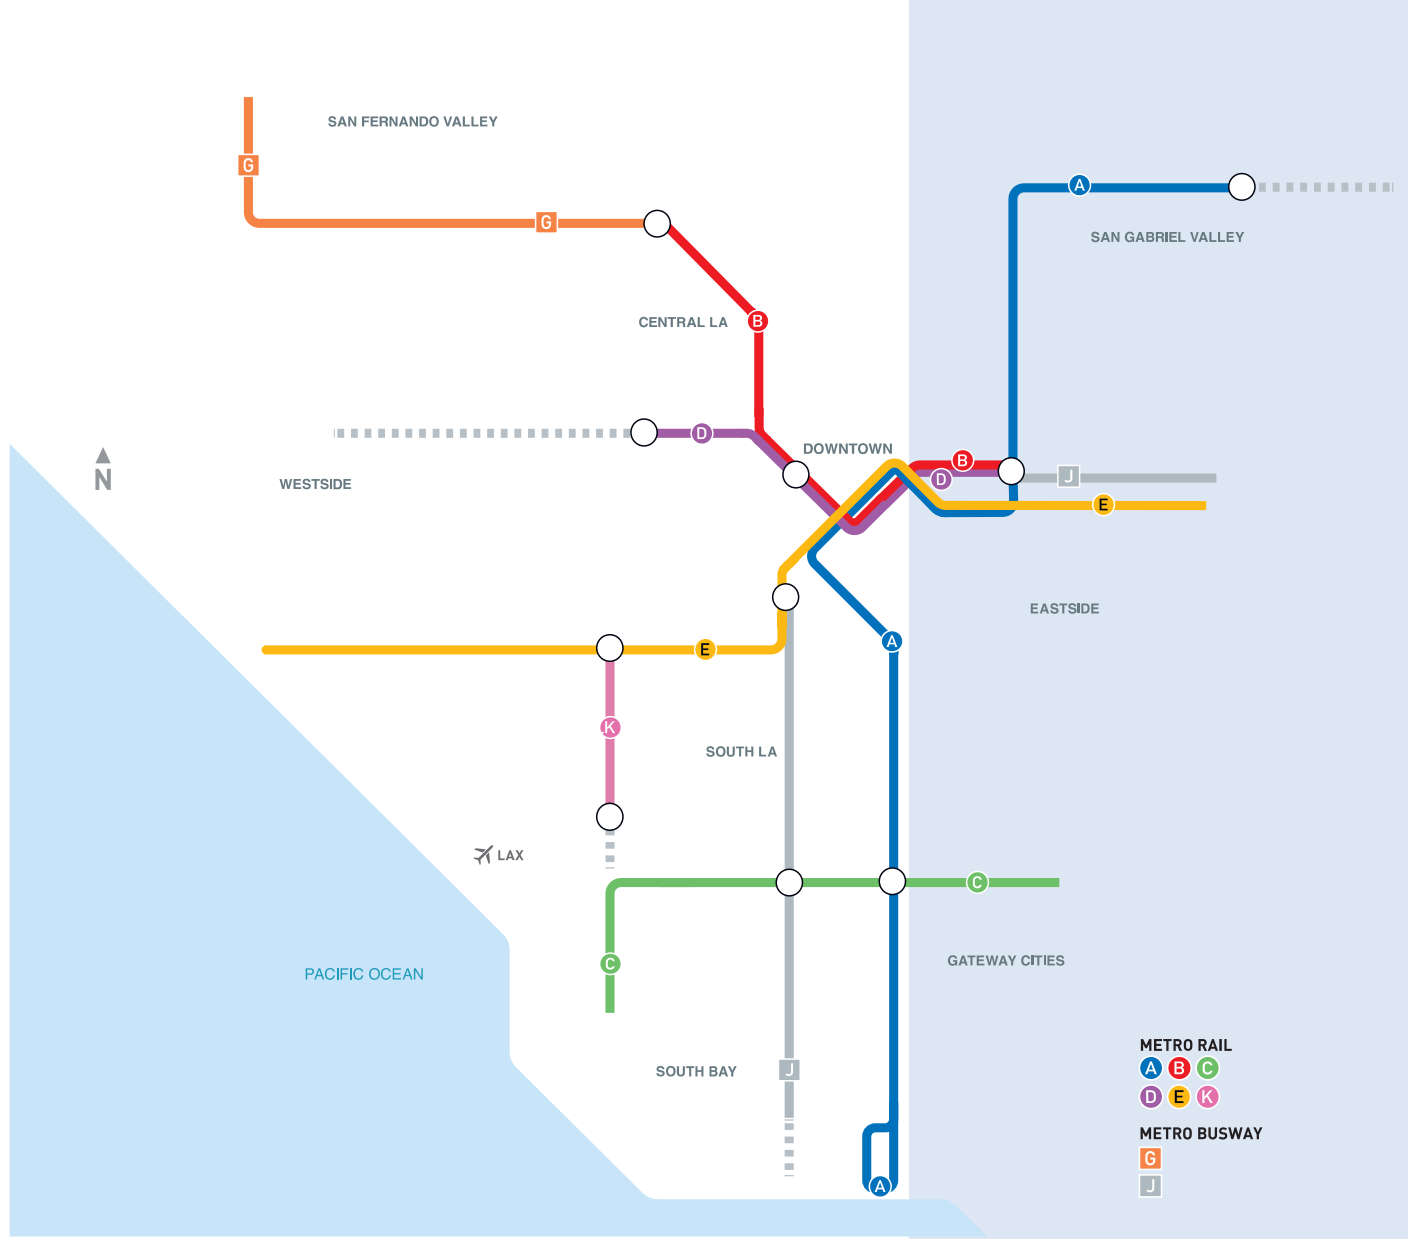 SAN FERNANDO VALLEY
G
A
G
SAN GABRIEL VALLEY
CENTRAL LA
B
D
DOWNTOWN
B
D
J
N
WESTSIDE
E
EASTSIDE
A
E
K
SOUTH LA
LAX
C
C
GATEWAY CITIES
PACIFIC OCEAN
SOUTH BAY
J
A
METRO RAIL
A B C
D E K
METRO BUSWAY
G
J